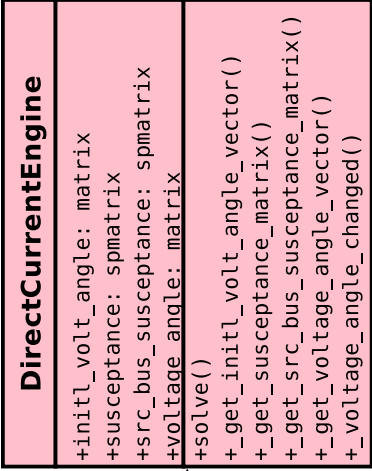 DirectCurrentEngine
+initl_volt_angle: matrix
+susceptance: spmatrix
+src_bus_susceptance: spmatrix
+voltage_angle: matrix
+solve()
+_get_initl_volt_angle_vector()
+_get_susceptance_matrix()
+_get_src_bus_susceptance_matrix()
+_get_voltage_angle_vector()
+_voltage_angle_changed()